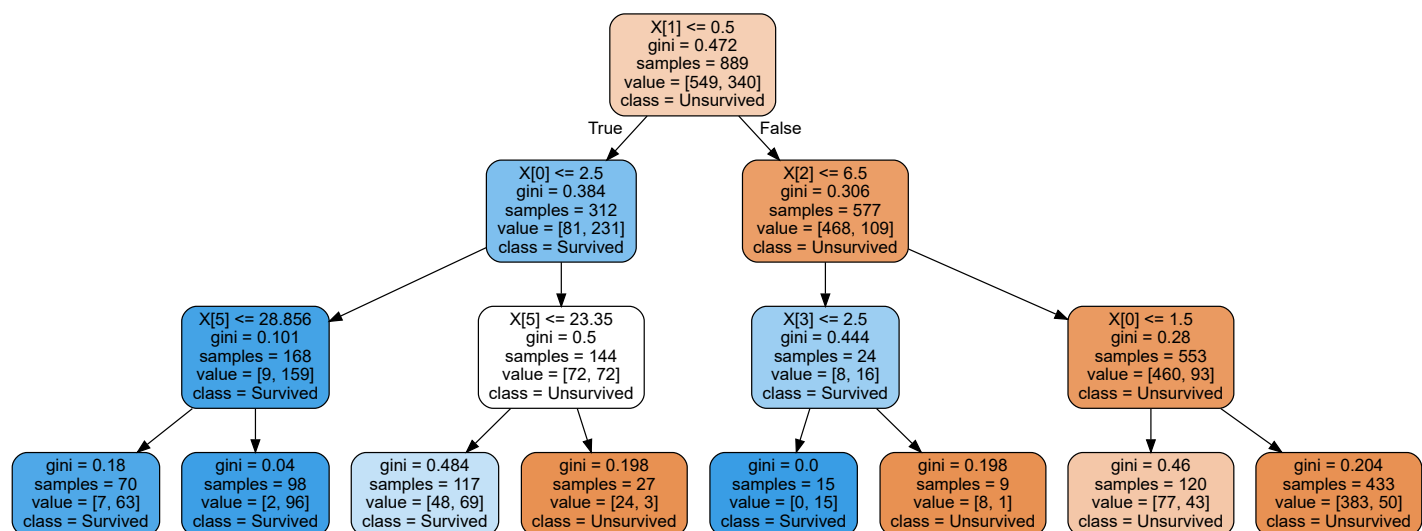 X[1] <= 0.5
gini = 0.472
samples = 889
value = [549, 340]
class = Unsurvived
True
False
X[0] <= 2.5
gini = 0.384
samples = 312
value = [81, 231]
class = Survived
X[2] <= 6.5
gini = 0.306
samples = 577
value = [468, 109]
class = Unsurvived
X[5] <= 28.856
gini = 0.101
samples = 168
value = [9, 159]
class = Survived
X[5] <= 23.35
gini = 0.5
samples = 144
value = [72, 72]
class = Unsurvived
X[3] <= 2.5
gini = 0.444
samples = 24
value = [8, 16]
class = Survived
X[0] <= 1.5
gini = 0.28
samples = 553
value = [460, 93]
class = Unsurvived
gini = 0.18
samples = 70
value = [7, 63]
class = Survived
gini = 0.04
samples = 98
value = [2, 96]
class = Survived
gini = 0.484
samples = 117
value = [48, 69]
class = Survived
gini = 0.198
samples = 27
value = [24, 3]
class = Unsurvived
gini = 0.0
samples = 15
value = [0, 15]
class = Survived
gini = 0.198
samples = 9
value = [8, 1]
class = Unsurvived
gini = 0.46
samples = 120
value = [77, 43]
class = Unsurvived
gini = 0.204
samples = 433
value = [383, 50]
class = Unsurvived